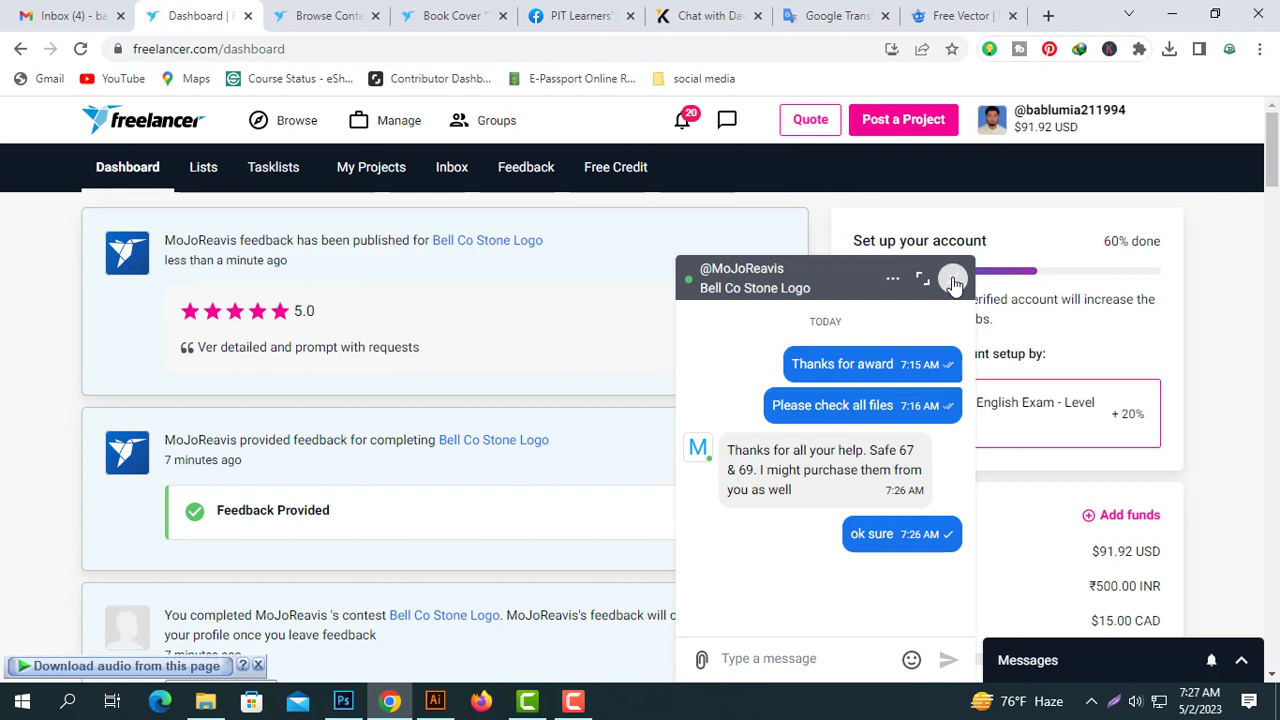 Inbox (4) - ba
Dashboard | F
Browse Conte
Book Cover "
PIT Learners'
Chat with Dav
Google Trans
Free Vector |
freelancer.com/dashboard
Gmail
YouTube
Maps
Course Status - eSh...
Contributor Dashb...
E-Passport Online R...
social media
freelancer
Browse
Manage
Groups
20
Quote
Post a Project
@bablumia211994
$91.92 USD
Dashboard
Lists
Tasklists
My Projects
Inbox
Feedback
Free Credit
MoJoReavis feedback has been published for Bell Co Stone Logo
less than a minute ago
5.0
Ver detailed and prompt with requests
MoJoReavis provided feedback for completing Bell Co Stone Logo
7 minutes ago
Feedback Provided
You completed MoJoReavis 's contest Bell Co Stone Logo. MoJoReavis's feedback will
your profile once you leave feedback
7 minutes ago
Set up your account
60% done
erified account will increase the
bs.
unt setup by:
English Exam - Level
+ 20%
Add funds
$91.92 USD
₹500.00 INR
$15.00 CAD
@MoJoReavis
Bell Co Stone Logo
TODAY
Thanks for award 7:15 AM
Please check all files 7:16 AM
M
Thanks for all your help. Safe 67
& 69. I might purchase them from
you as well
7:26 AM
ok sure 7:26 AM
Type a message
Messages
Download audio from this page
?
76°F Haze
7:27 AM
5/2/2023